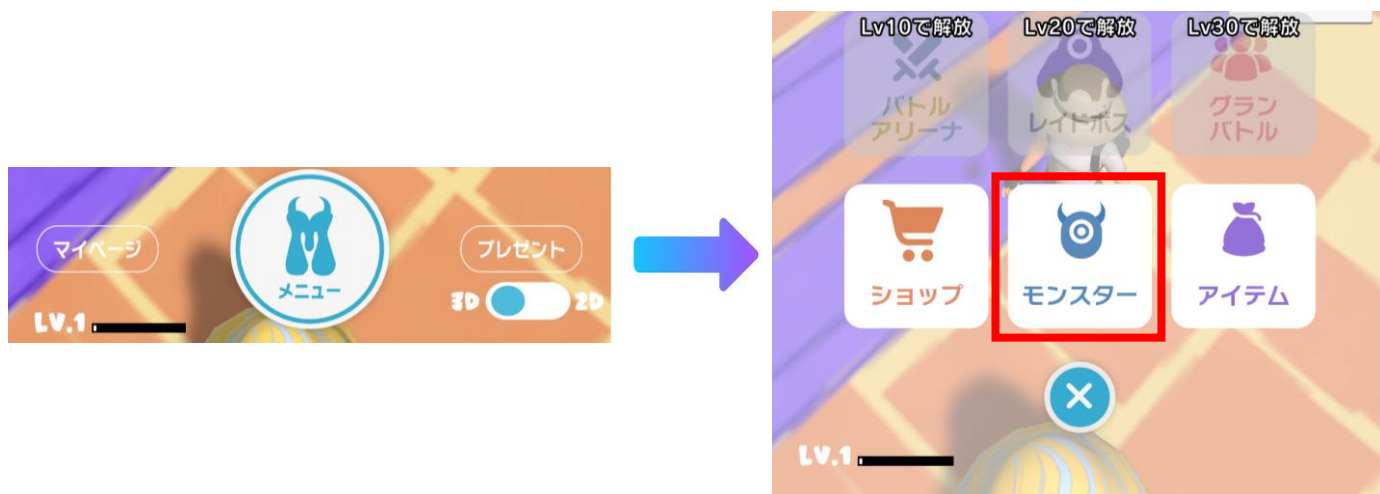 マイページ
メニュー
プレゼント
3D
2D
LV.1
Lv10で解放
Lv20で解放
Lv30で解放
バトル
アリーナ
レイドボス
グラン
バトル
ショップ
モンスター
アイテム
LV.1